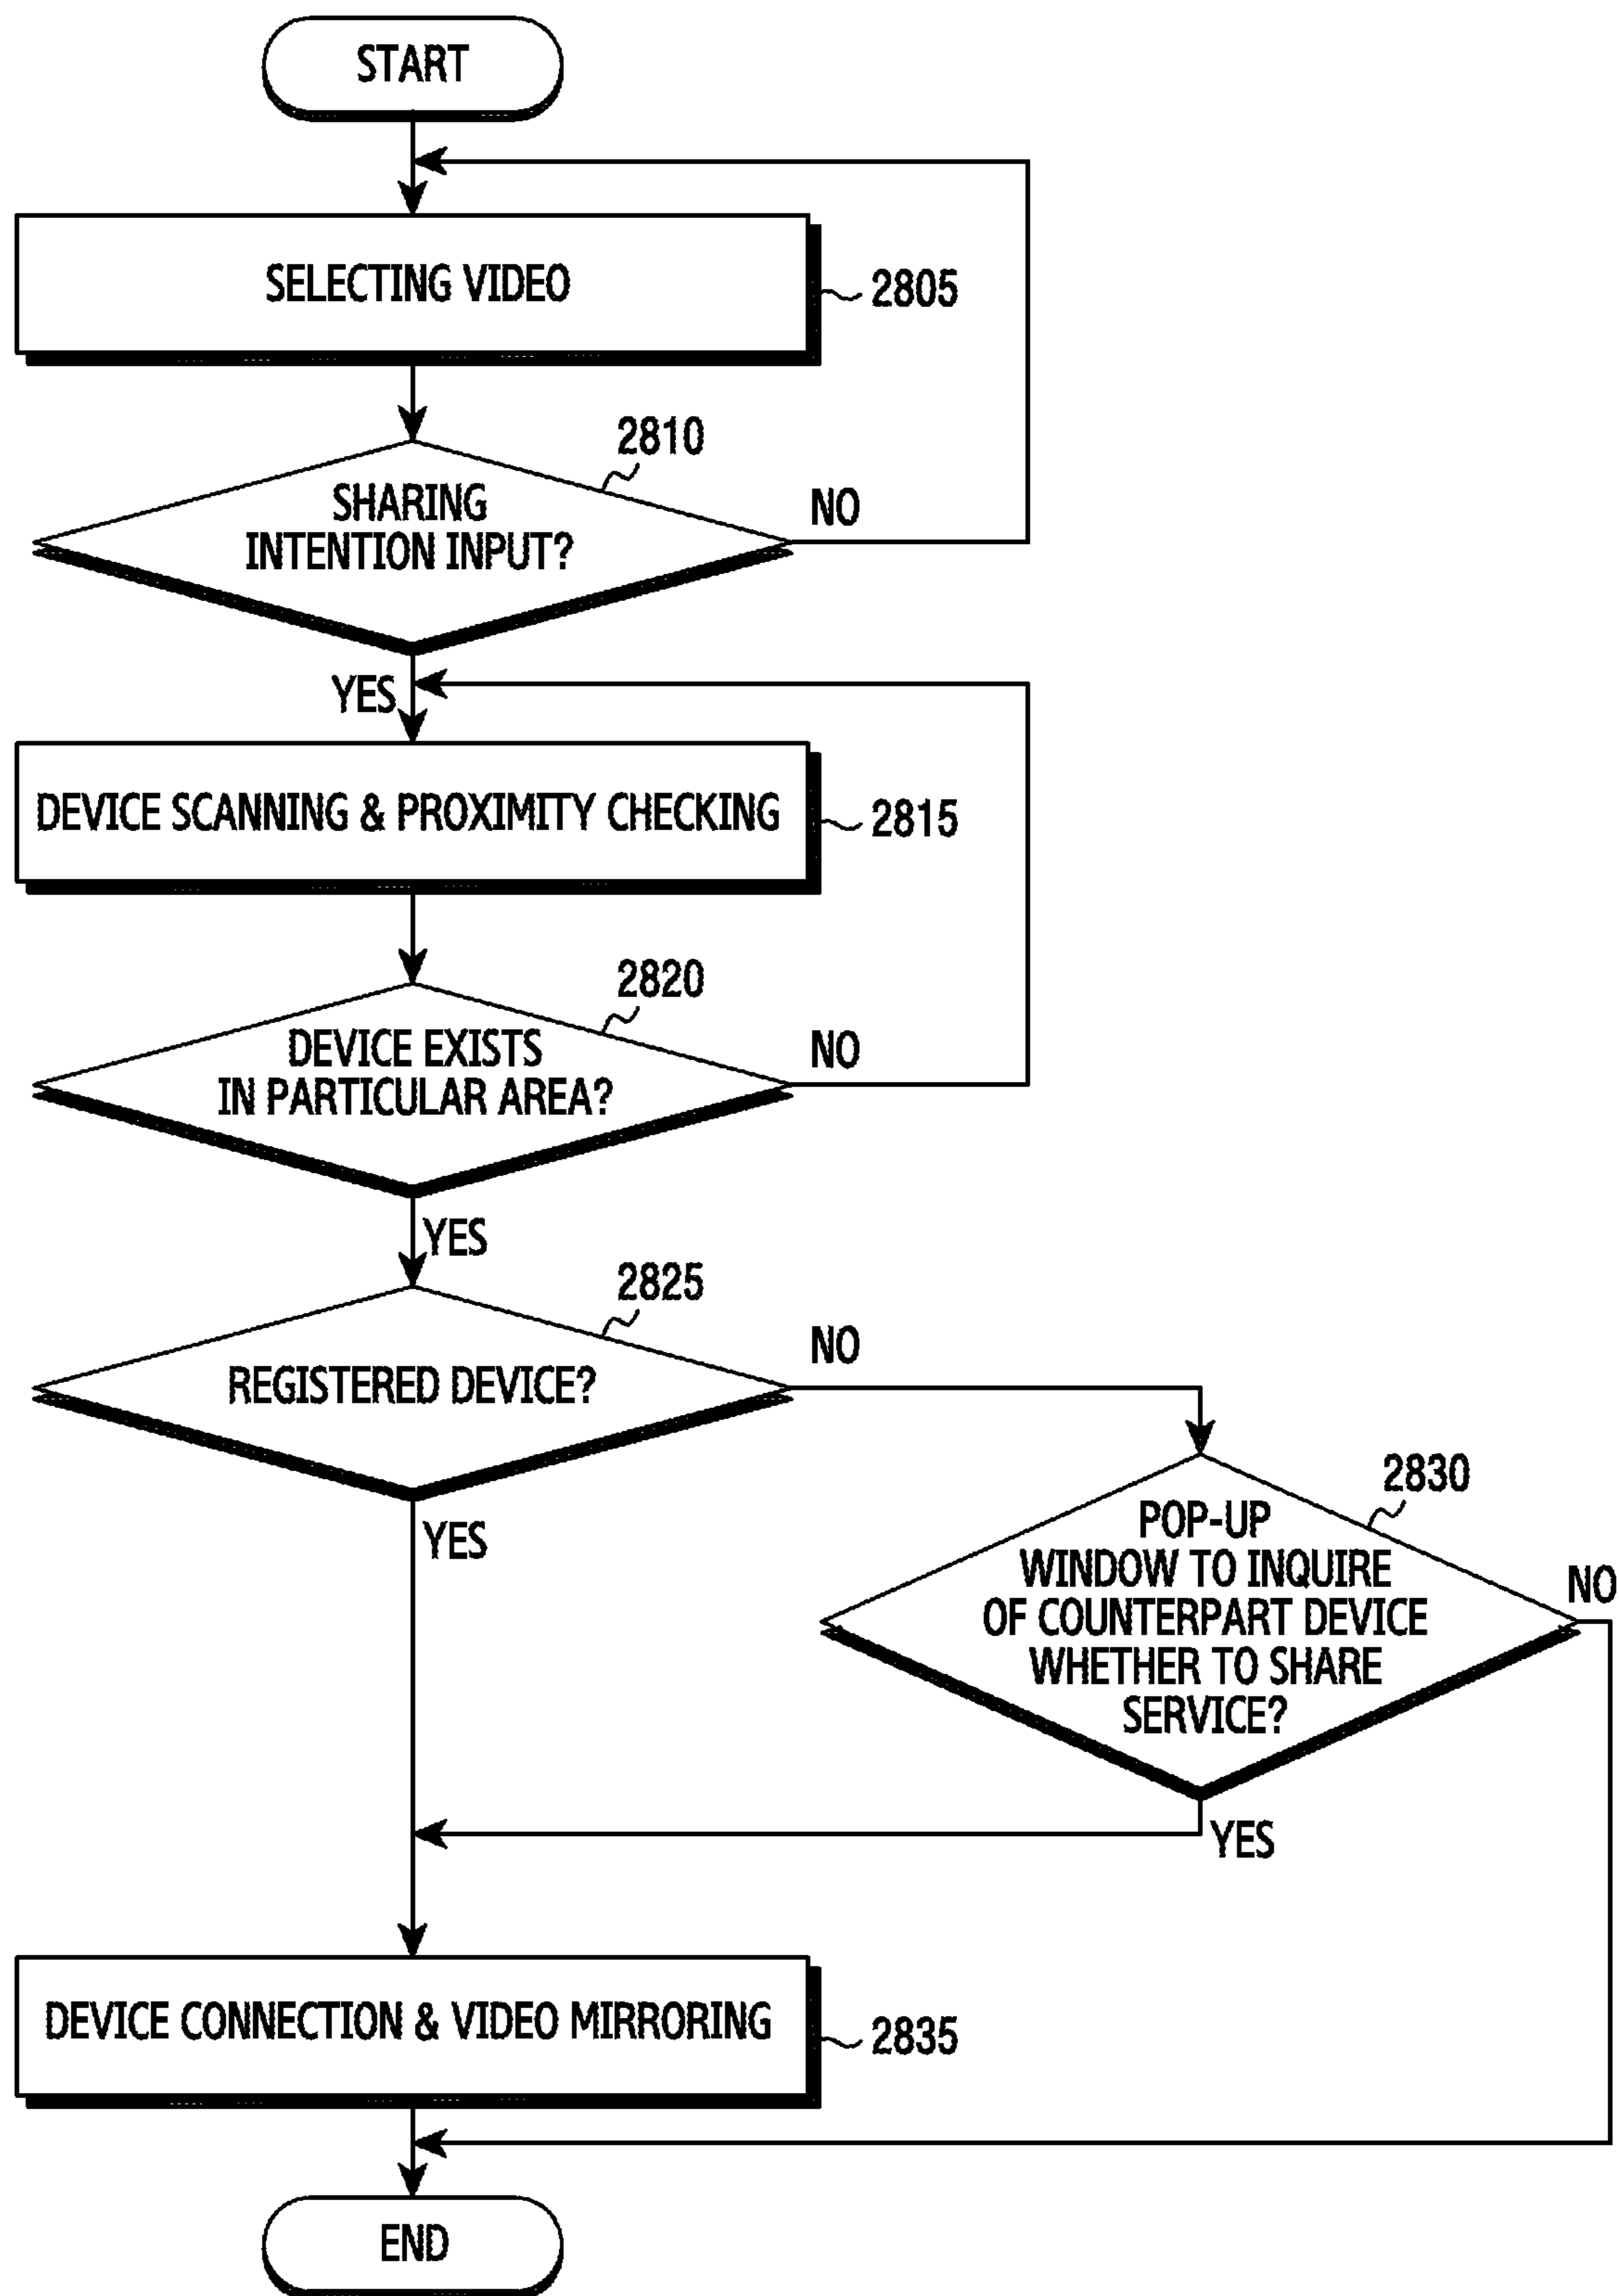 START
SELECTING VIDEO
2805
2810
SHARING
INTENTION INPUT?
NO
YES
DEVICE SCANNING & PROXIMITY CHECKING
2815
2820
DEVICE EXISTS
IN PARTICULAR AREA?
NO
YES
2825
REGISTERED DEVICE?
NO
YES
2830
POP-UP
WINDOW TO INQUIRE
OF COUNTERPART DEVICE
WHETHER TO SHARE
SERVICE?
NO
YES
DEVICE CONNECTION & VIDEO MIRRORING
2835
END